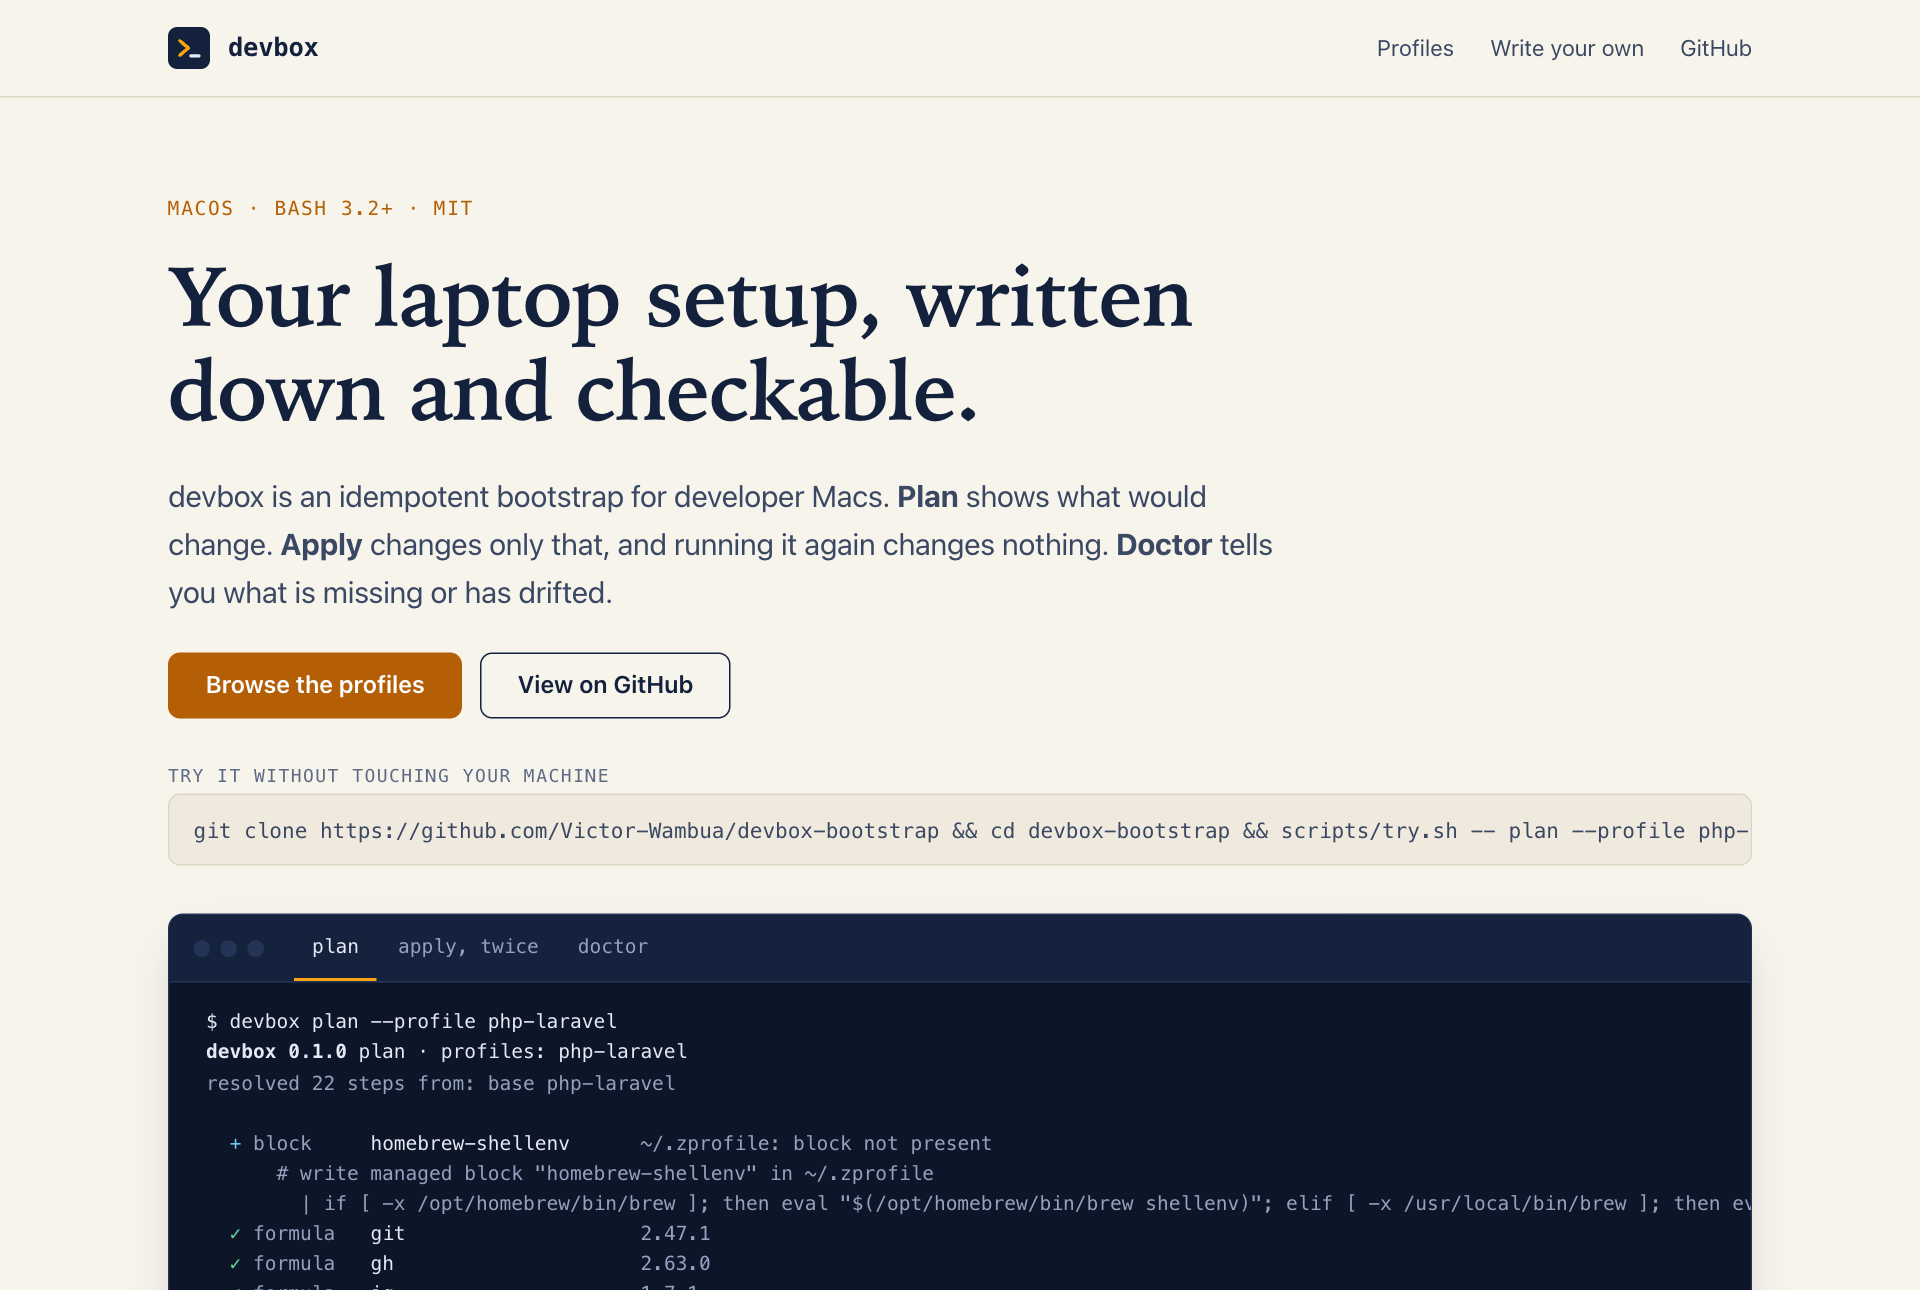 devbox
Profiles Write your own GitHub
MACOS · BASH 3.2+ · MIT
Your laptop setup, written
down and checkable.
devbox is an idempotent bootstrap for developer Macs. Plan shows what would
change. Apply changes only that, and running it again changes nothing. Doctor tells
you what is missing or has drifted.
Browse the profiles View on GitHub
TRY IT WITHOUT TOUCHING YOUR MACHINE
git clone https://github.com/Victor-Wambua/devbox-bootstrap && cd devbox-bootstrap && scripts/try.sh -- plan --profile php-
plan apply, twice doctor
$ devbox plan --profile php-laravel
devbox 0.1.0 plan · profiles: php-laravel
resolved 22 steps from: base php-laravel
+ block homebrew-shellenv ~/.zprofile: block not present
# write managed block "homebrew-shellenv" in ~/.zprofile
| if [ -x /opt/homebrew/bin/brew ]; then eval "$(/opt/homebrew/bin/brew shellenv)"; elif [ -x /usr/local/bin/brew ]; then ev
✓ formula git 2.47.1
✓ formula gh 2.63.0